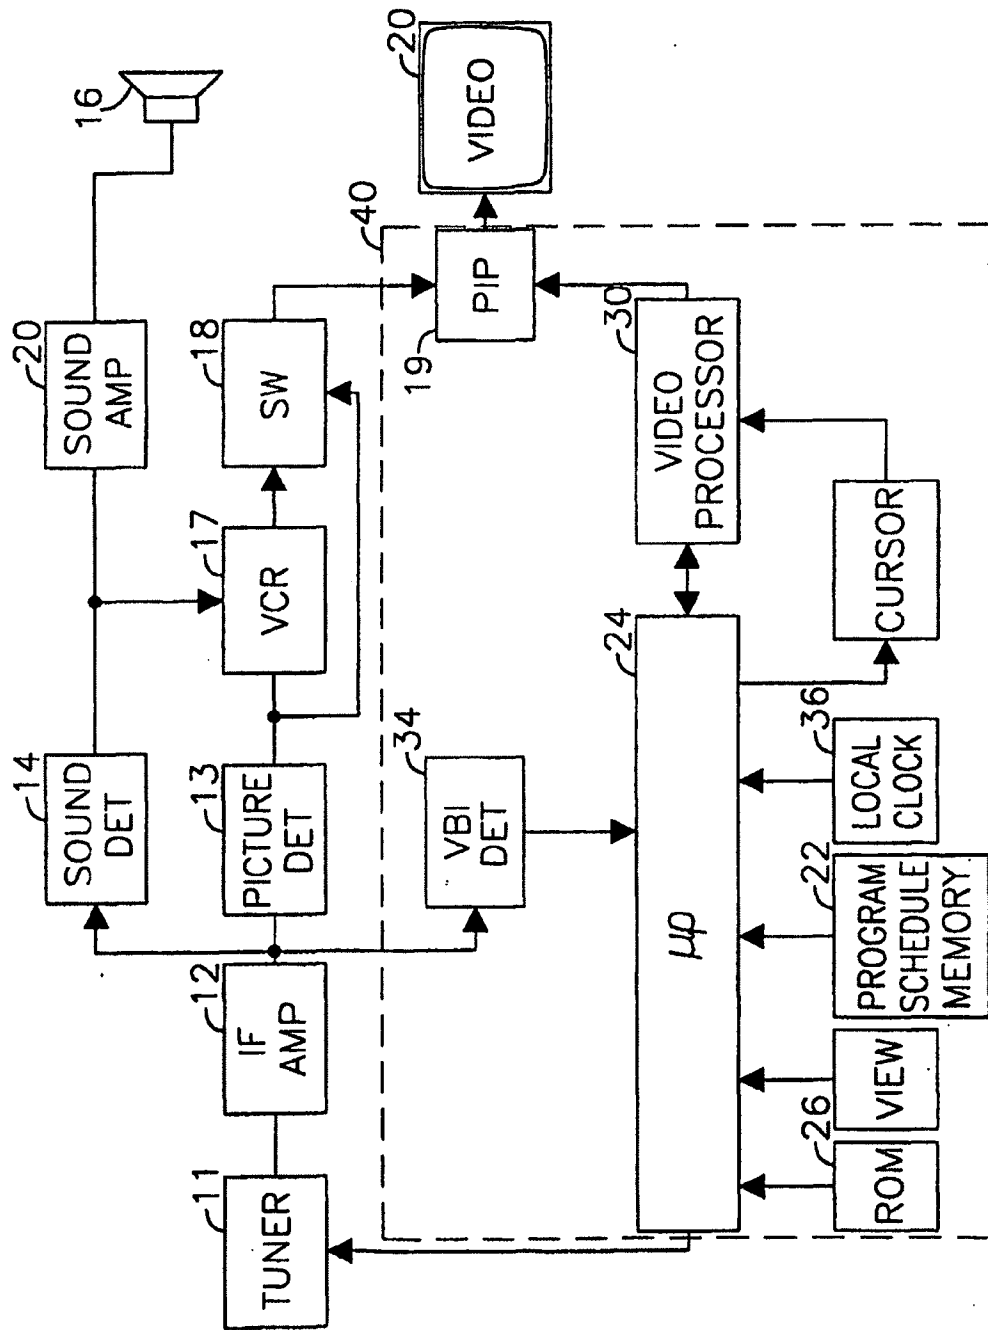 11
TUNER
12
IF
AMP
14
SOUND
DET
13
PICTURE
DET
17
VCR
20
SOUND
AMP
18
SW
16
40
34
VBI
DET
19
PIP
20
VIDEO
24
μp
30
VIDEO
PROCESSOR
26
ROM
VIEW
22
PROGRAM
SCHEDULE
MEMORY
36
LOCAL
CLOCK
CURSOR